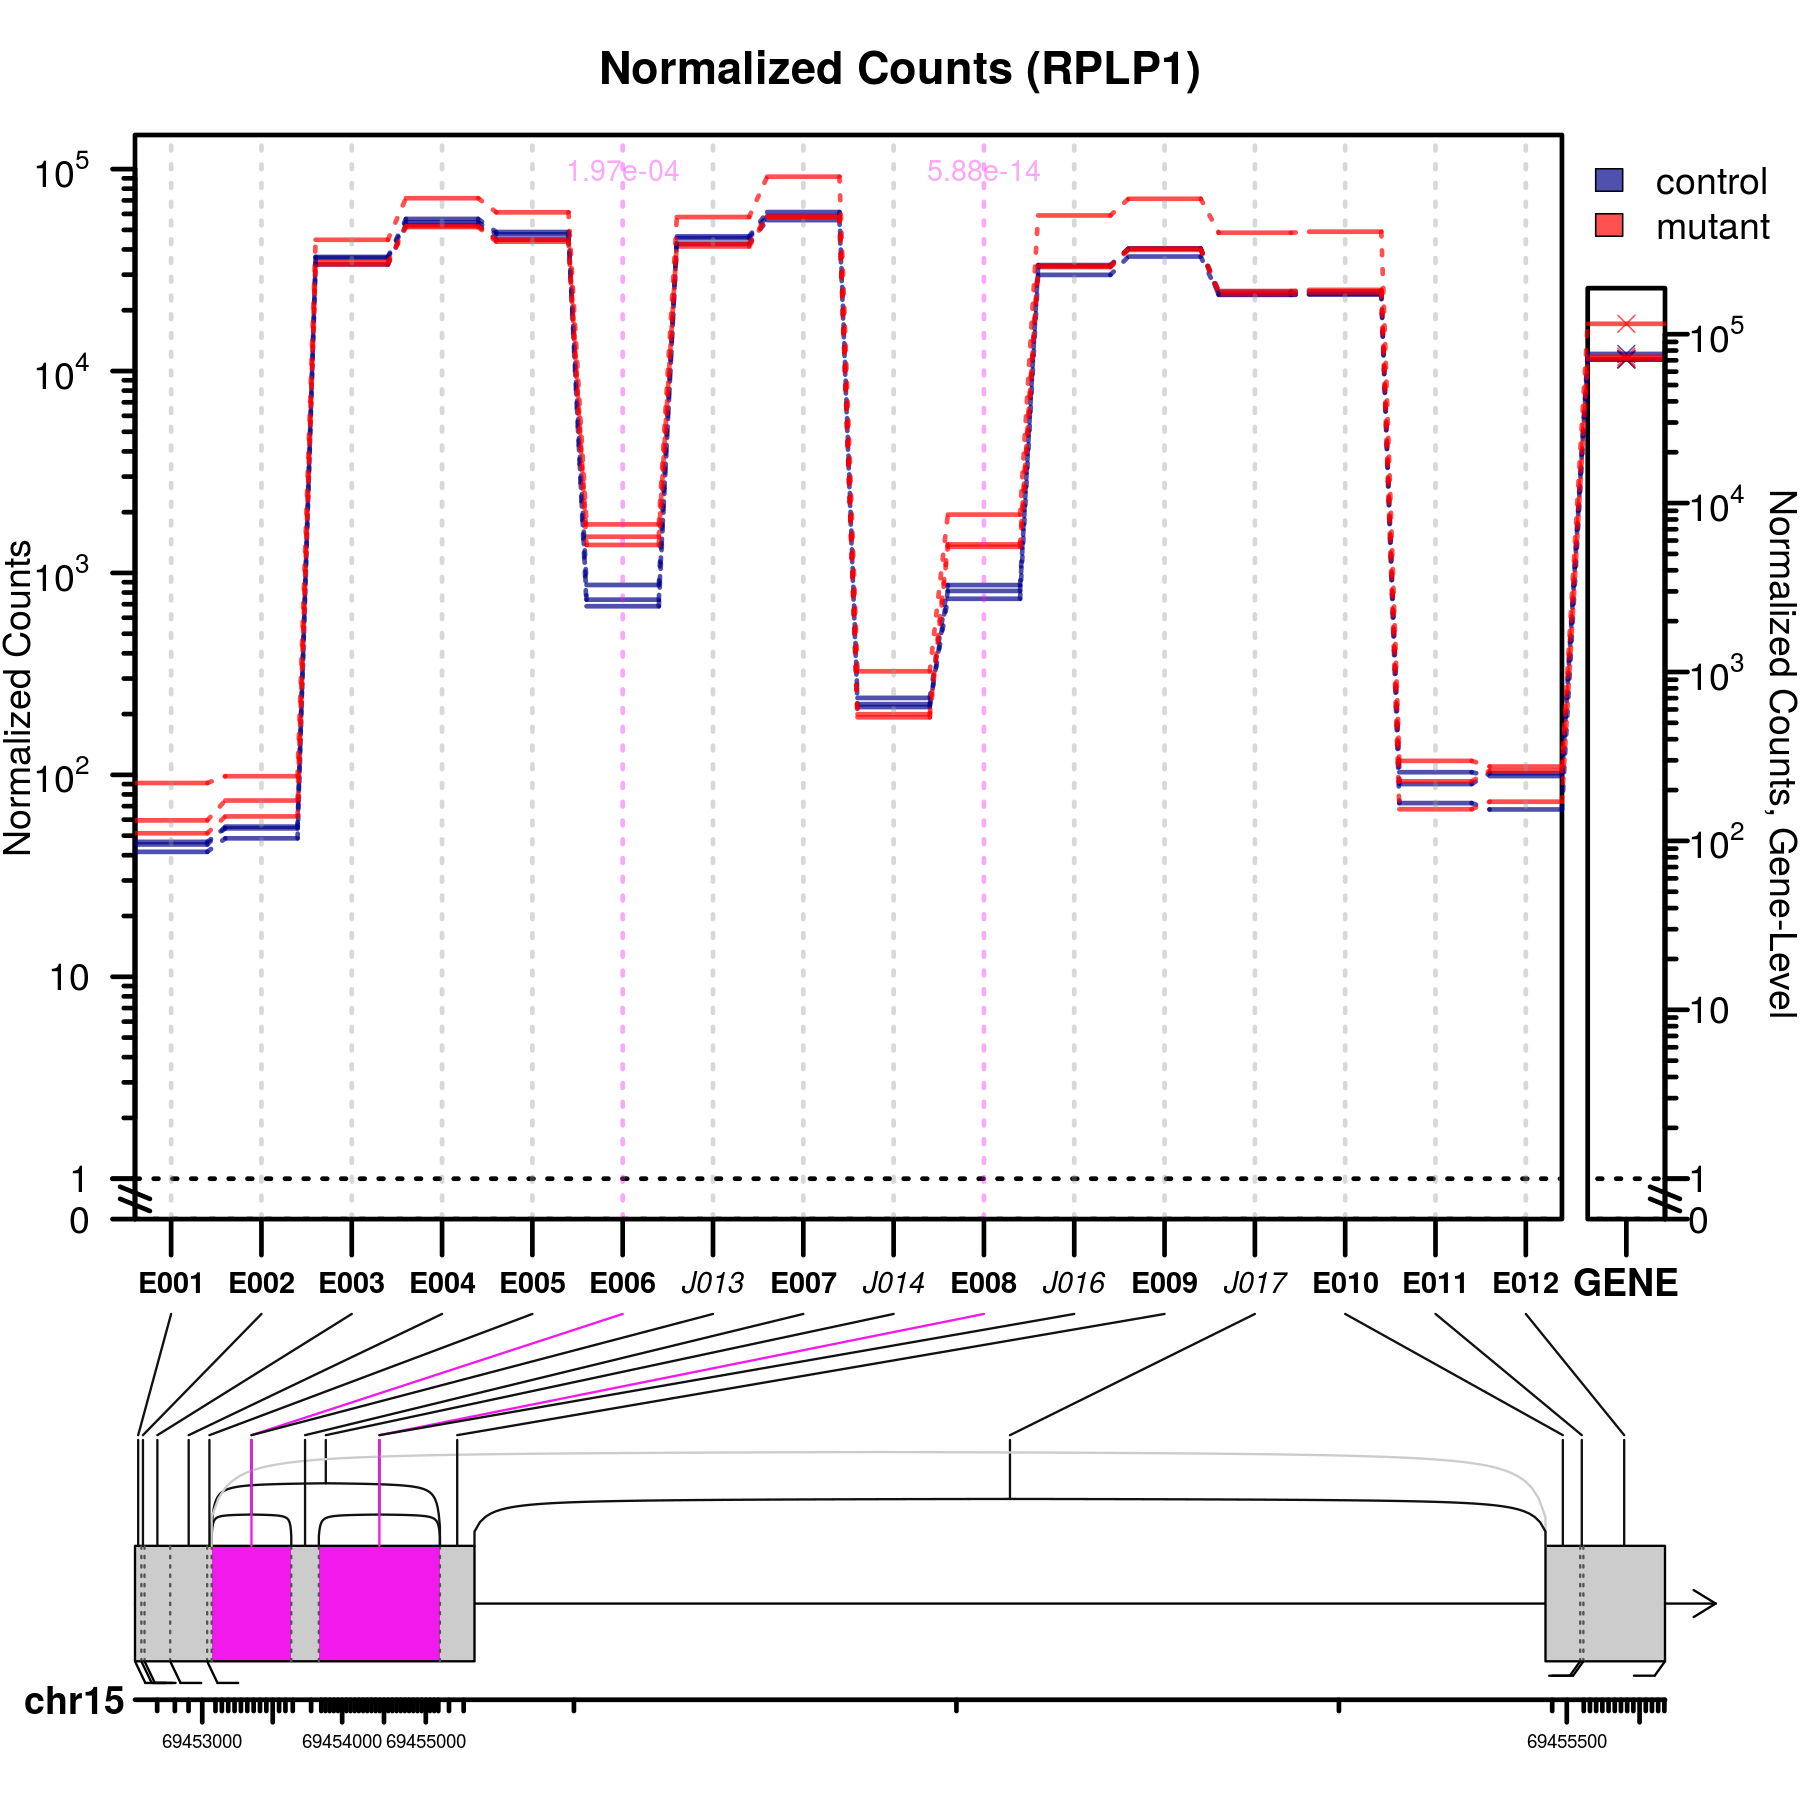 Normalized Counts (RPLP1)
1.97e-04
5.88e-14
control
mutant
10^5
10^4
10^3
10^2
10
1
0
Normalized Counts
10^5
10^4
10^3
10^2
10
1
0
Normalized Counts, Gene-Level
E001 E002 E003 E004 E005 E006 J013 E007 J014 E008 J016 E009 J017 E010 E011 E012 GENE
chr15
69453000 69454000 69455000 69455500